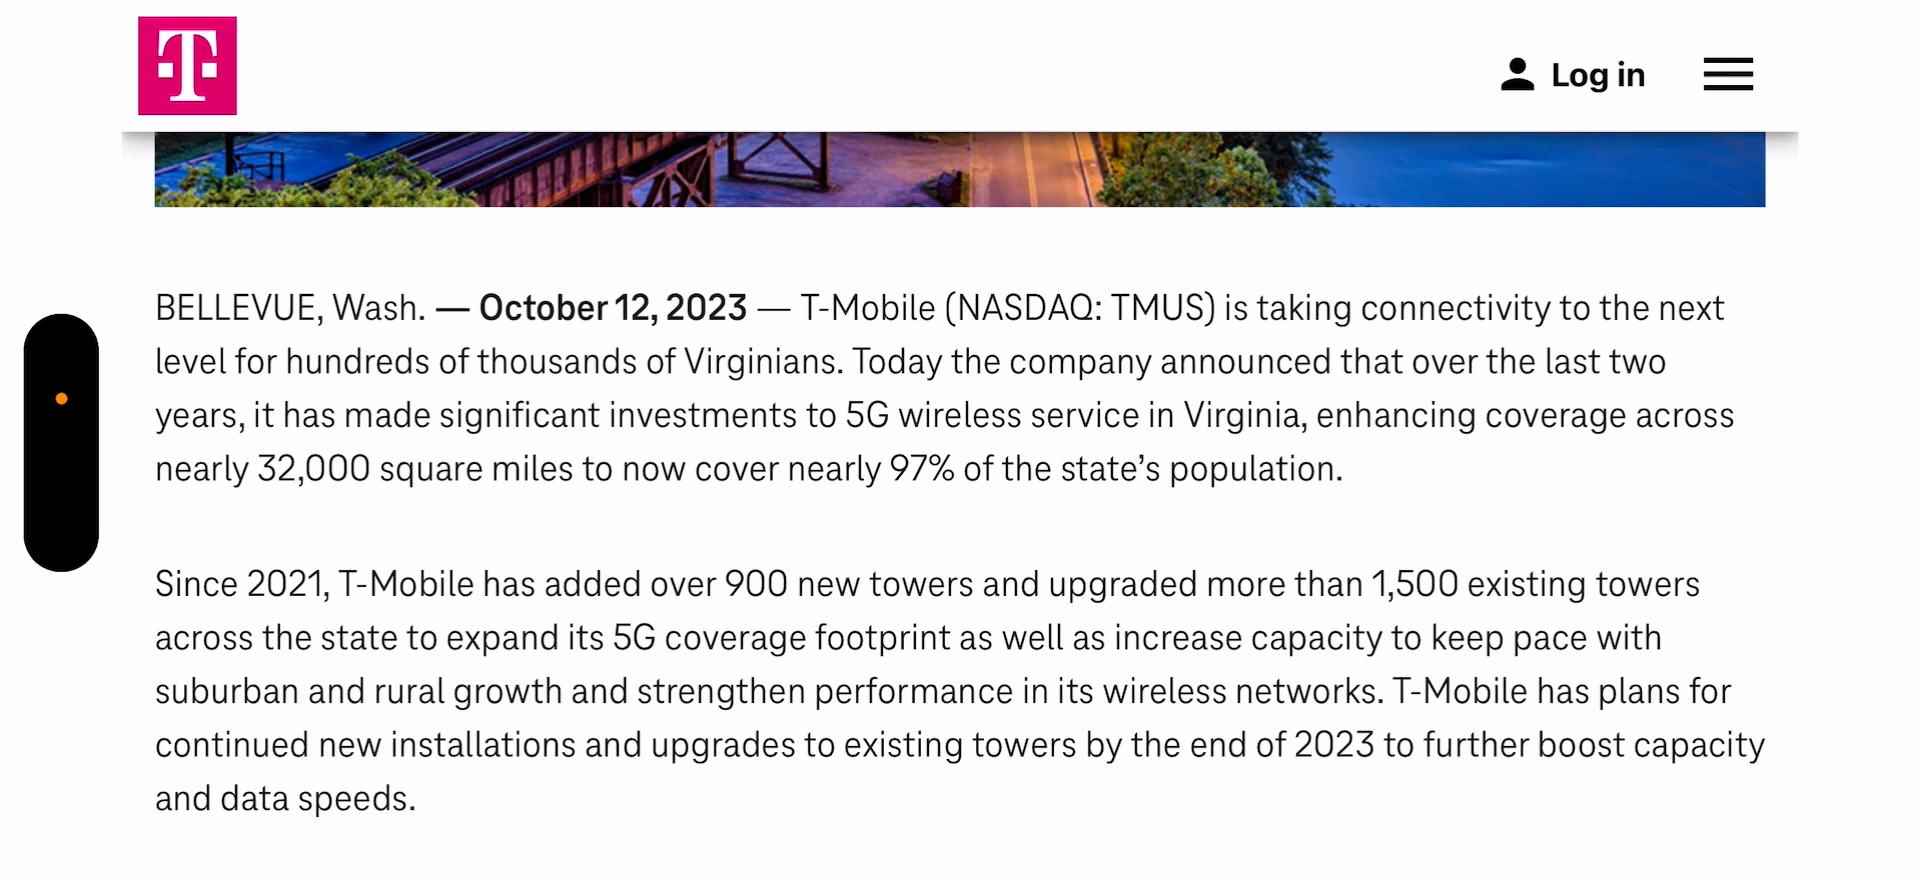 T
Log in
BELLEVUE, Wash. — October 12, 2023 — T-Mobile (NASDAQ: TMUS) is taking connectivity to the next
level for hundreds of thousands of Virginians. Today the company announced that over the last two
years, it has made significant investments to 5G wireless service in Virginia, enhancing coverage across
nearly 32,000 square miles to now cover nearly 97% of the state’s population.
Since 2021, T-Mobile has added over 900 new towers and upgraded more than 1,500 existing towers
across the state to expand its 5G coverage footprint as well as increase capacity to keep pace with
suburban and rural growth and strengthen performance in its wireless networks. T-Mobile has plans for
continued new installations and upgrades to existing towers by the end of 2023 to further boost capacity
and data speeds.